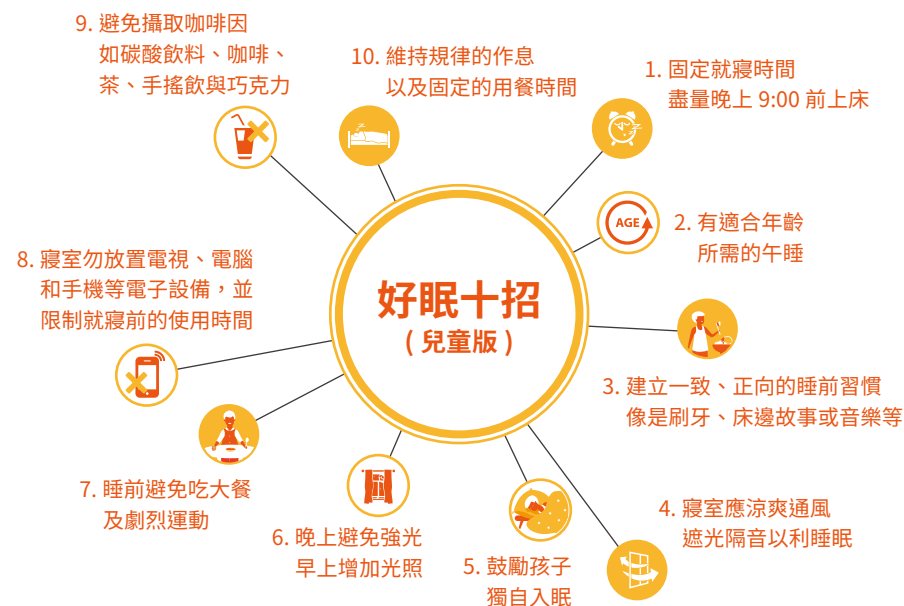 好眠十招
( 兒童版 )
1. 固定就寢時間
盡量晚上 9:00 前上床
AGE
2. 有適合年齡
所需的午睡
3. 建立一致、正向的睡前習慣
像是刷牙、床邊故事或音樂等
4. 寢室應涼爽通風
遮光隔音以利睡眠
5. 鼓勵孩子
獨自入眠
6. 晚上避免強光
早上增加光照
7. 睡前避免吃大餐
及劇烈運動
8. 寢室勿放置電視、電腦
和手機等電子設備，並
限制就寢前的使用時間
9. 避免攝取咖啡因
如碳酸飲料、咖啡、
茶、手搖飲與巧克力
10. 維持規律的作息
以及固定的用餐時間